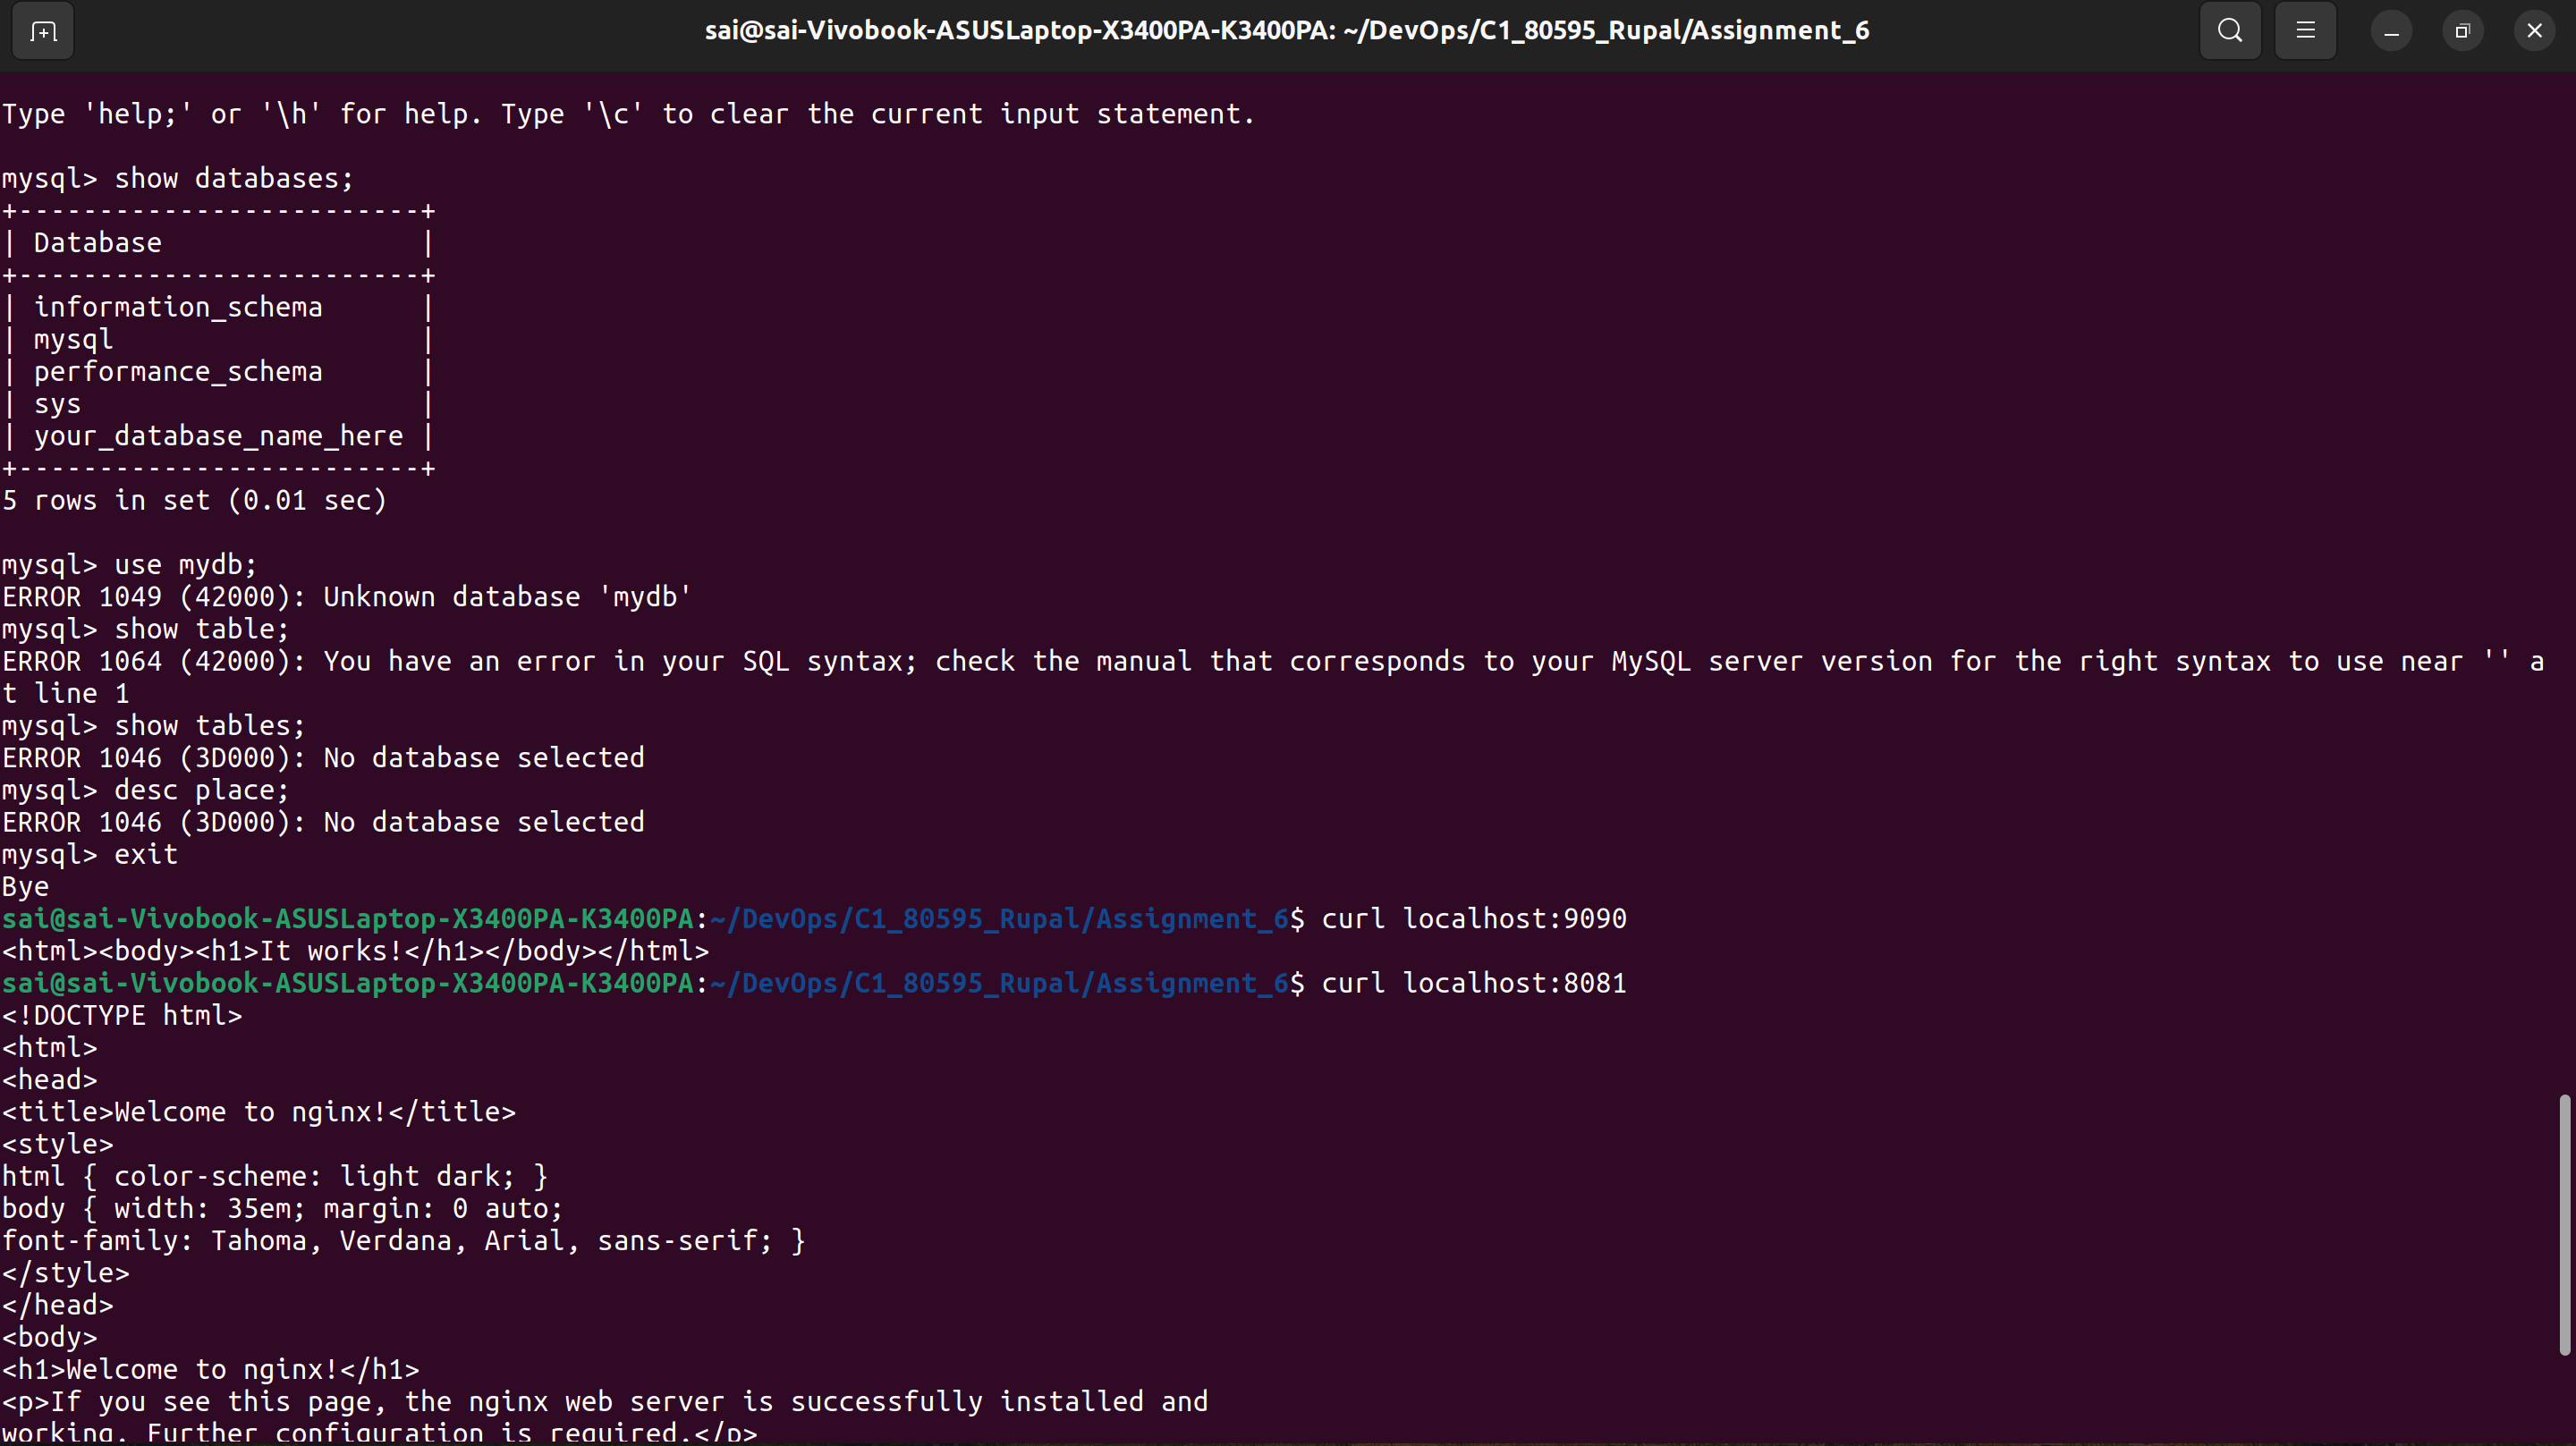 sai@sai-Vivobook-ASUSLaptop-X3400PA-K3400PA: ~/DevOps/C1_80595_Rupal/Assignment_6
Type 'help;' or '\h' for help. Type '\c' to clear the current input statement.
mysql> show databases;
+-------------------------+
| Database                |
+-------------------------+
| information_schema      |
| mysql                   |
| performance_schema      |
| sys                     |
| your_database_name_here |
+-------------------------+
5 rows in set (0.01 sec)
mysql> use mydb;
ERROR 1049 (42000): Unknown database 'mydb'
mysql> show table;
ERROR 1064 (42000): You have an error in your SQL syntax; check the manual that corresponds to your MySQL server version for the right syntax to use near '' a
t line 1
mysql> show tables;
ERROR 1046 (3D000): No database selected
mysql> desc place;
ERROR 1046 (3D000): No database selected
mysql> exit
Bye
sai@sai-Vivobook-ASUSLaptop-X3400PA-K3400PA:~/DevOps/C1_80595_Rupal/Assignment_6$ curl localhost:9090
<html><body><h1>It works!</h1></body></html>
sai@sai-Vivobook-ASUSLaptop-X3400PA-K3400PA:~/DevOps/C1_80595_Rupal/Assignment_6$ curl localhost:8081
<!DOCTYPE html>
<html>
<head>
<title>Welcome to nginx!</title>
<style>
html { color-scheme: light dark; }
body { width: 35em; margin: 0 auto;
font-family: Tahoma, Verdana, Arial, sans-serif; }
</style>
</head>
<body>
<h1>Welcome to nginx!</h1>
<p>If you see this page, the nginx web server is successfully installed and
working. Further configuration is required.</p>